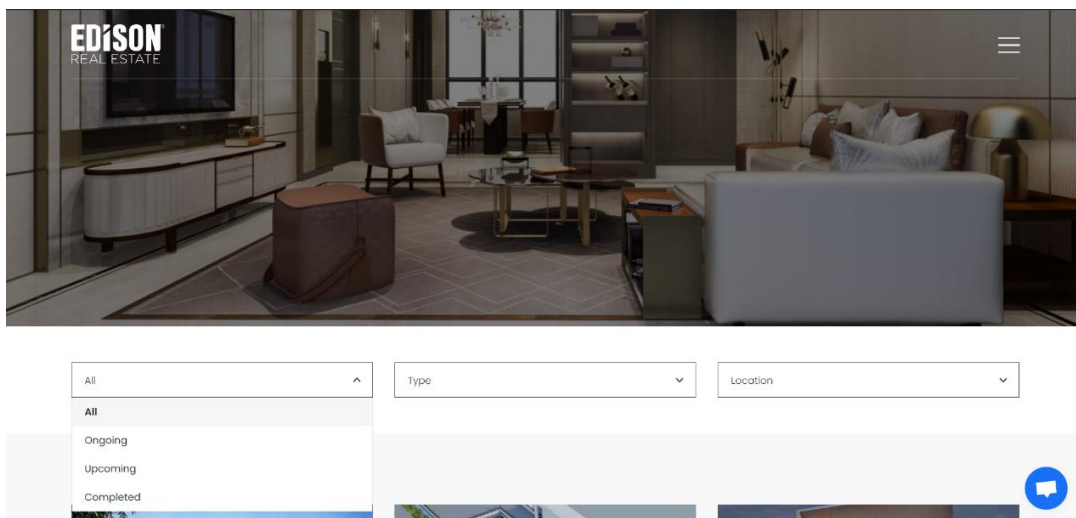 EDISON
REAL ESTATE
All
Type
Location
All
Ongoing
Upcoming
Completed